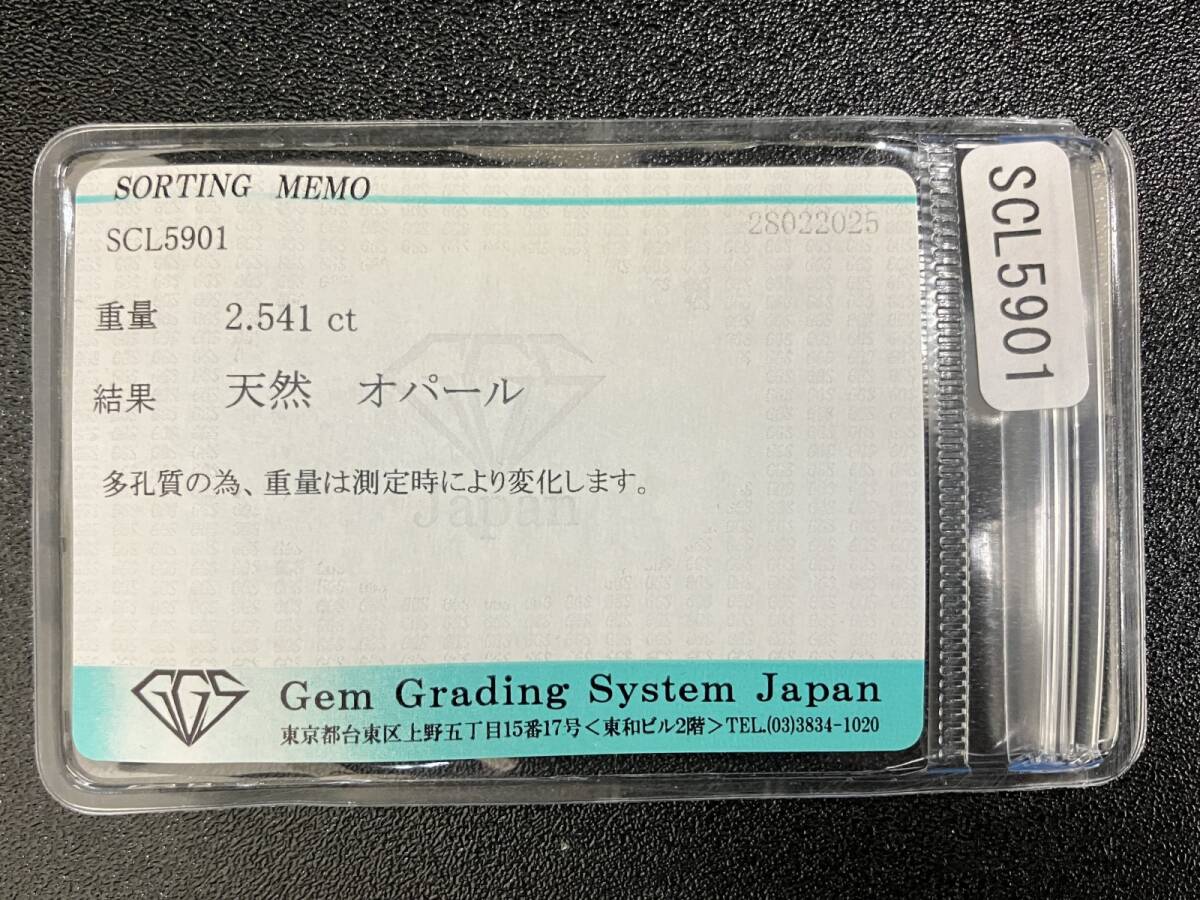 SORTING MEMO
SCL5901
28022025
重量 2.541 ct
結果 天然 オパール
多孔質の為、重量は測定時により変化します。
GGS
Japan
GGS
Gem Grading System Japan
東京都台東区上野五丁目15番17号＜東和ビル2階＞TEL.(03)3834-1020
SCL5901